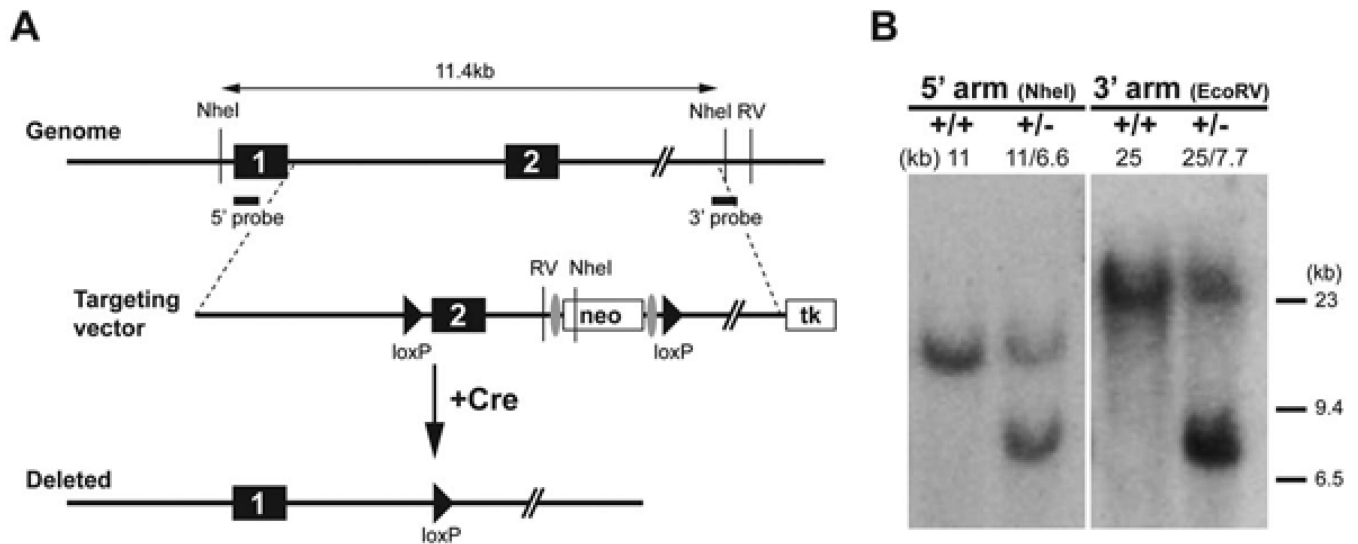 A
11.4kb
NheI NheI RV
Genome
1 2
5' probe 3' probe
RV NheI
Targeting vector
2 neo tk
loxP loxP
+Cre
Deleted
1
loxP
B
5' arm (NheI) 3' arm (EcoRV)
+/+ +/- +/+ +/-
(kb) 11 11/6.6 25 25/7.7
(kb)
23
9.4
6.5